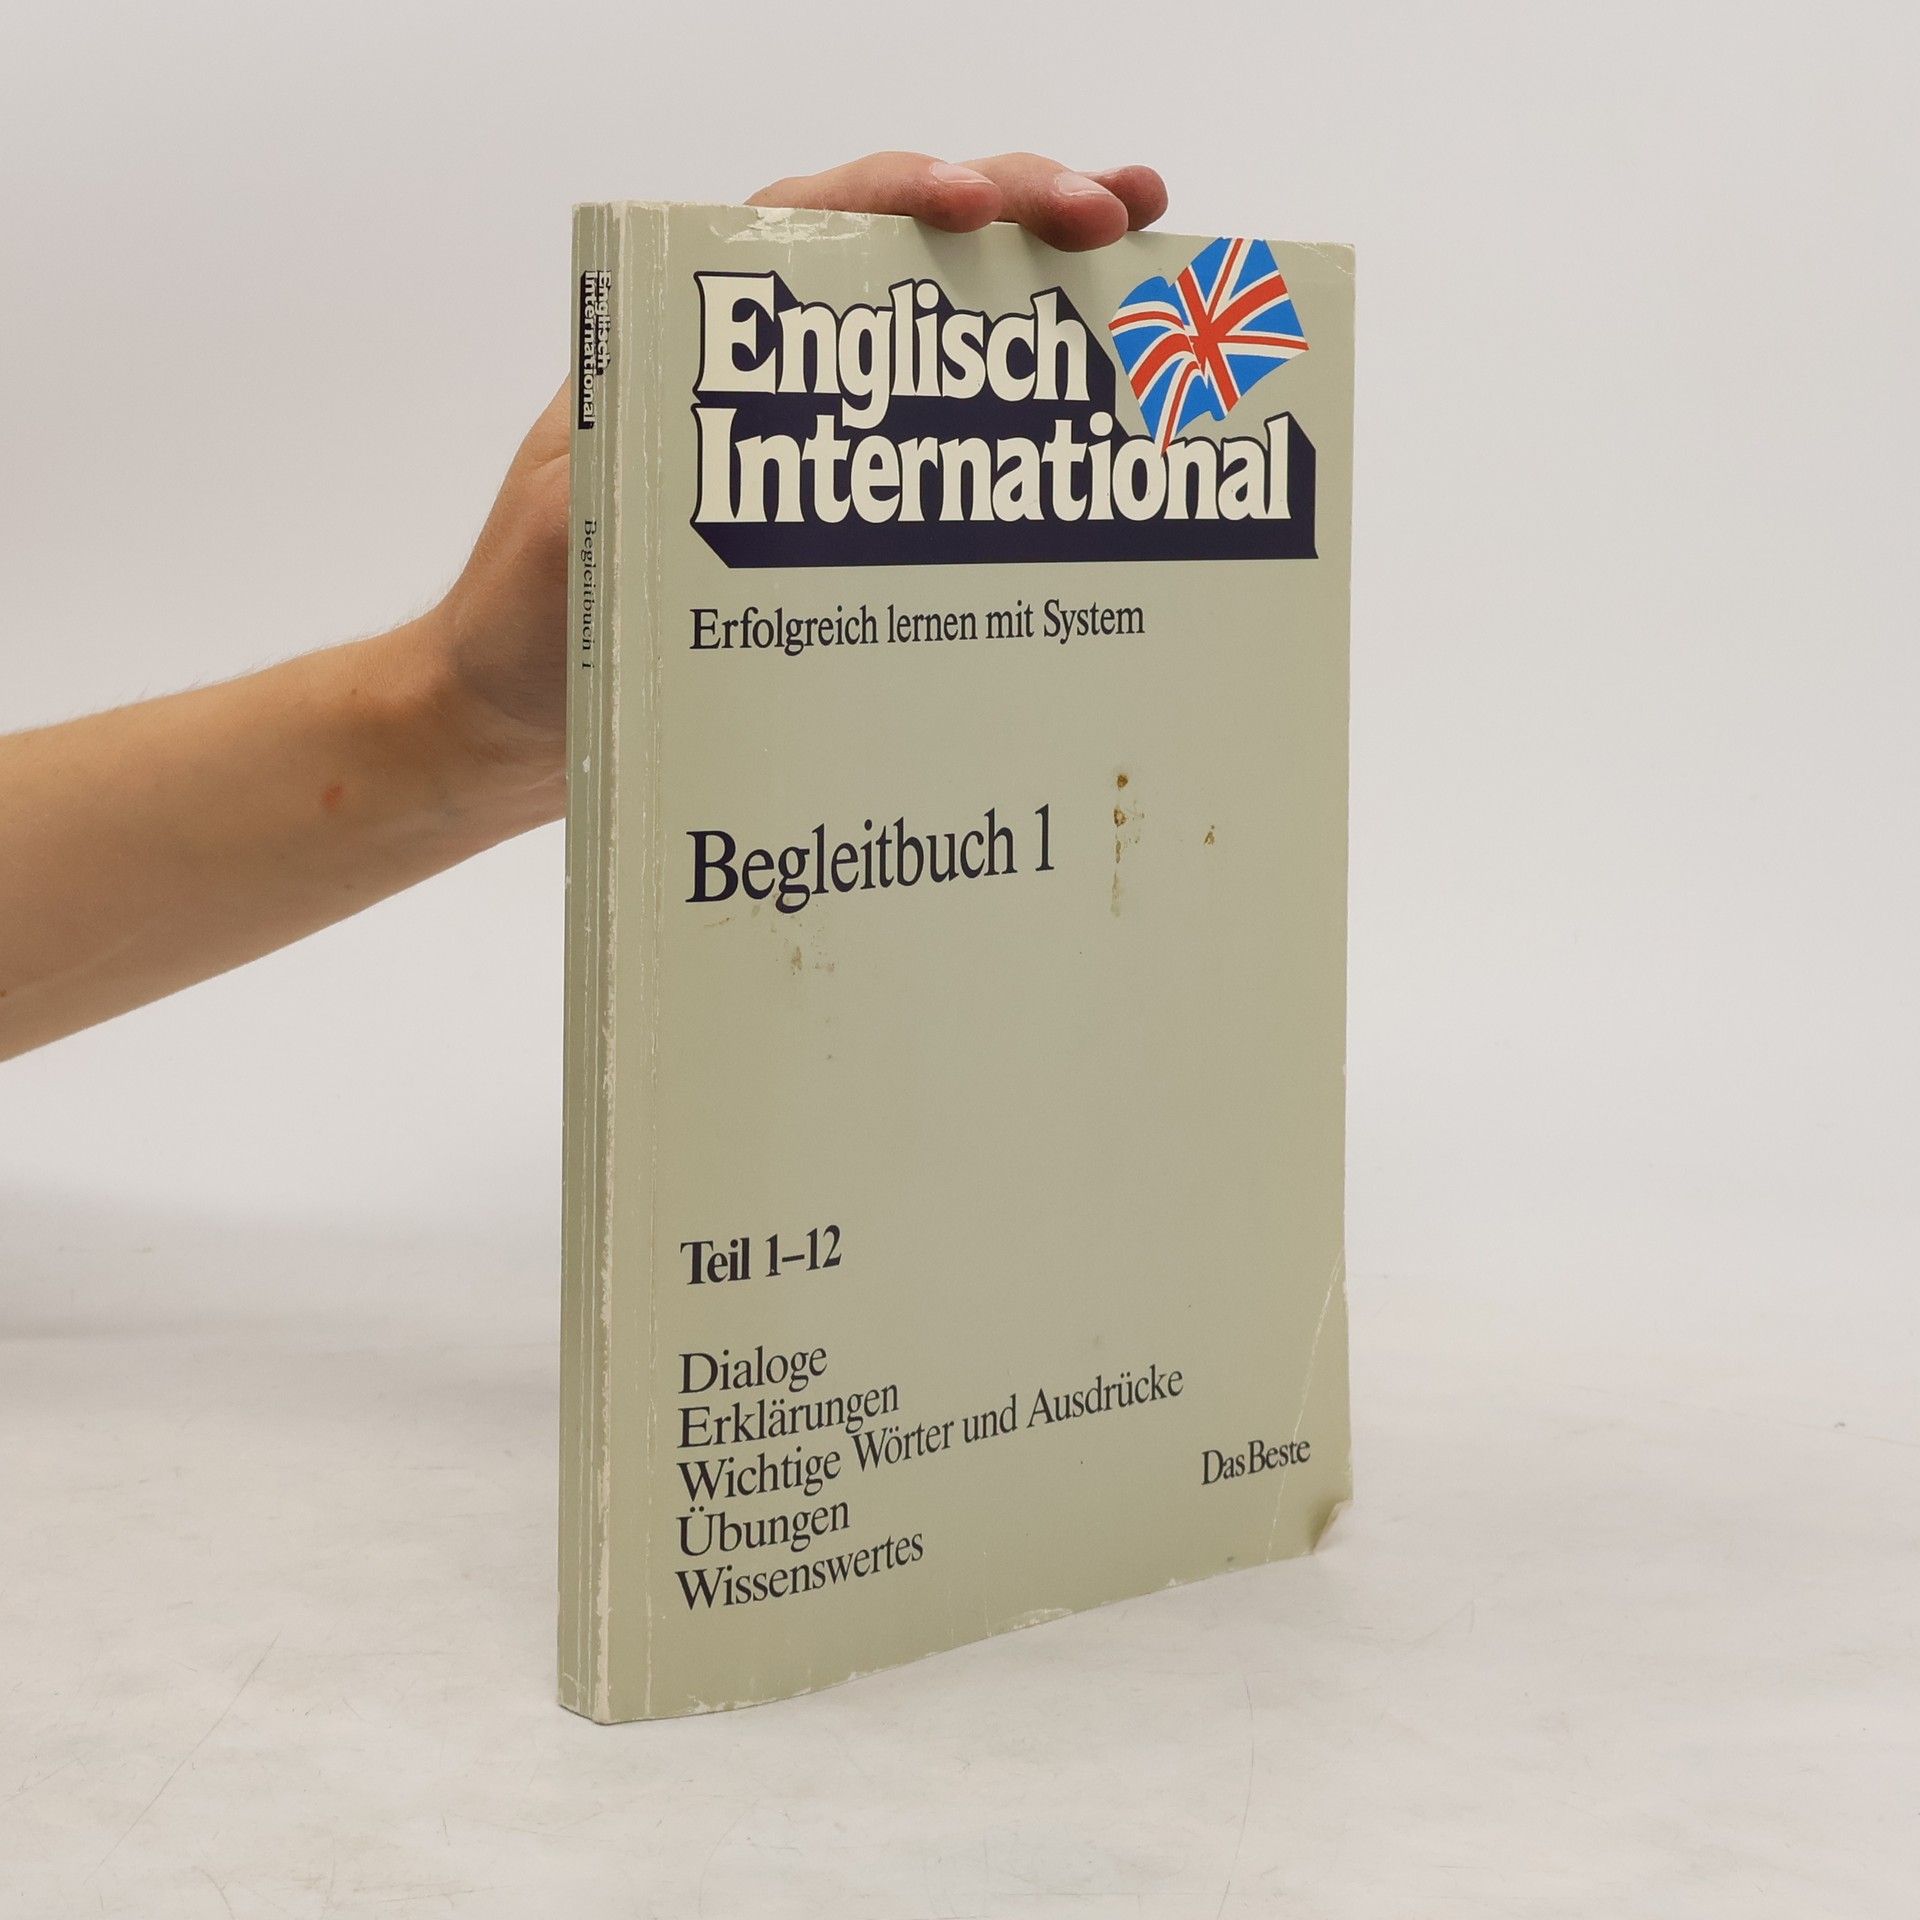 Englisch
International
Begleitbuch 1
Englisch
International
Erfolgreich lernen mit System
Begleitbuch 1
Teil 1–12
Dialoge
Erklärungen
Wichtige Wörter und Ausdrücke
Übungen
Wissenswertes
Das Beste